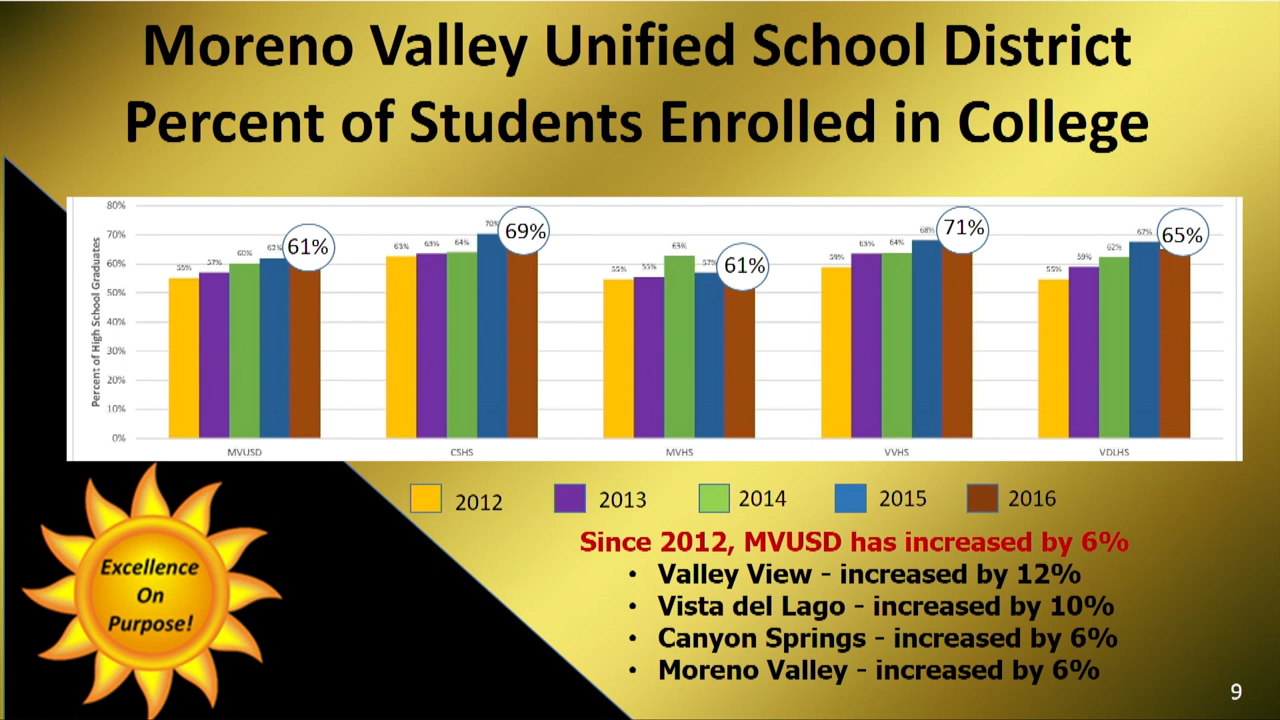 Moreno Valley Unified School District
Percent of Students Enrolled in College
Percent of High School Graduates
80%
70%
60%
50%
40%
30%
20%
10%
0%
55% 57% 60% 62% 61%
63% 63% 64% 70% 69%
55% 55% 63% 57% 61%
59% 63% 64% 68% 71%
55% 59% 62% 67% 65%
MVUSD CSHS MVHS VVHS VDLHS
2012 2013 2014 2015 2016
Since 2012, MVUSD has increased by 6%
• Valley View - increased by 12%
• Vista del Lago - increased by 10%
• Canyon Springs - increased by 6%
• Moreno Valley - increased by 6%
Excellence
On
Purpose!
9